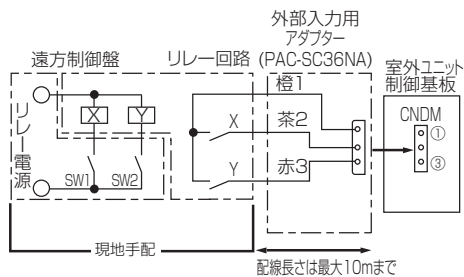 外部入力用
アダプター
(PAC-SC36NA)
遠方制御盤
リレー回路
室外ユニット
制御基板
橙1
CNDM
X
Y
X
茶2
①
リレー電源
Y
赤3
③
SW1
SW2
現地手配
配線長さは最大10mまで